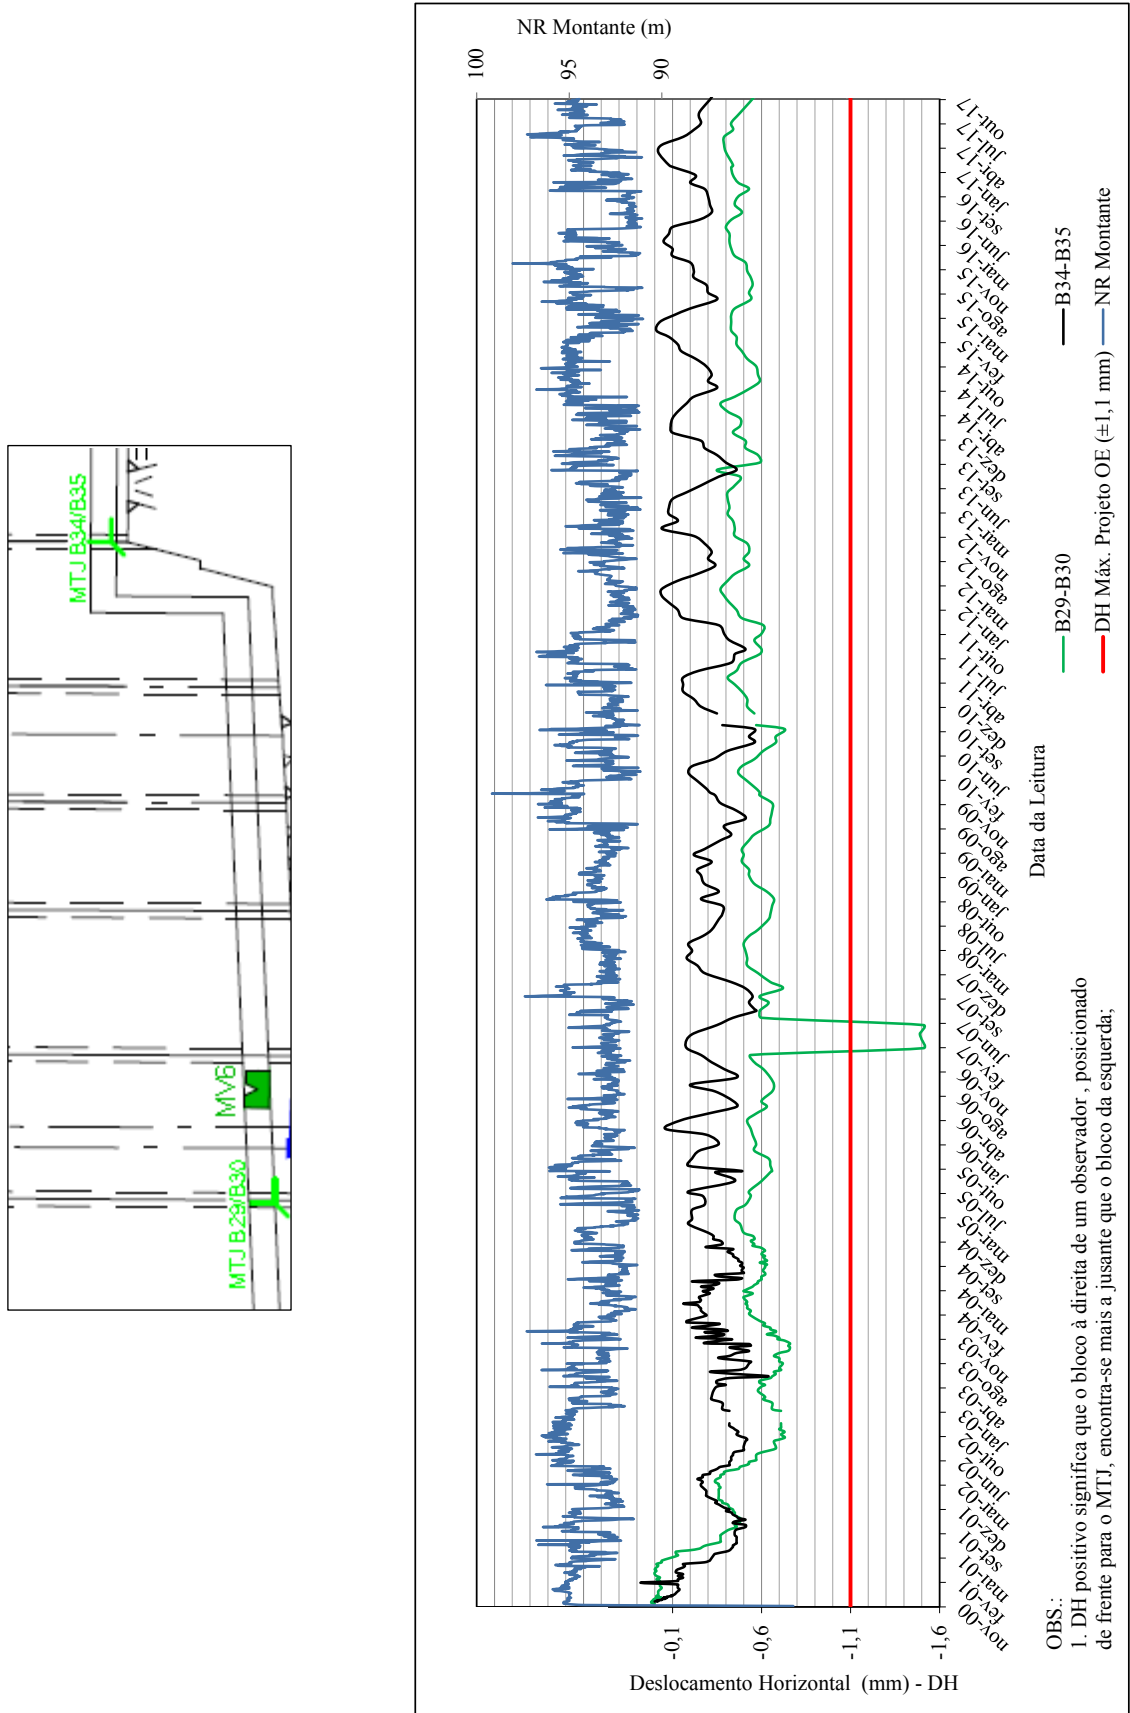 MTJ B29/B30
MV6
MTJ B34/B35
NR Montante (m)
100
95
90
-0,1
-0,6
-1,1
-1,6
Deslocamento Horizontal (mm) - DH
nov-00
fev-01
mai-01
set-01
dez-01
mar-02
jun-02
out-02
jan-03
abr-03
ago-03
nov-03
fev-04
mai-04
set-04
dez-04
mar-05
jul-05
out-05
jan-06
abr-06
ago-06
nov-06
fev-07
jun-07
set-07
dez-07
mar-08
jul-08
out-08
jan-09
mai-09
ago-09
nov-09
fev-10
jun-10
set-10
dez-10
abr-11
jul-11
out-11
jan-12
mai-12
ago-12
nov-12
mar-13
jun-13
set-13
dez-13
abr-14
jul-14
out-14
fev-15
mai-15
ago-15
nov-15
mar-16
jun-16
set-16
jan-17
abr-17
jul-17
out-17
Data da Leitura
B29-B30
B34-B35
DH Máx. Projeto OE (±1,1 mm)
NR Montante
OBS.:
1. DH positivo significa que o bloco à direita de um observador , posicionado
de frente para o MTJ, encontra-se mais a jusante que o bloco da esquerda;